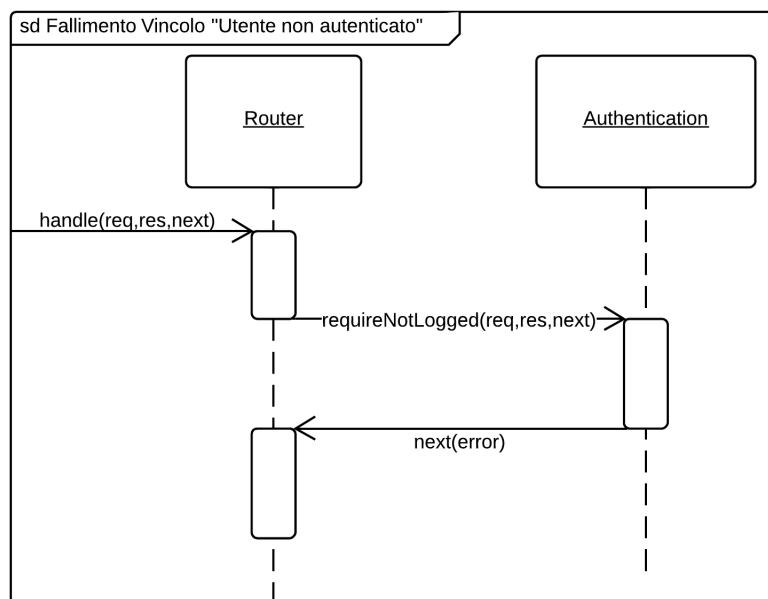 sd Fallimento Vincolo "Utente non autenticato"
Router
Authentication
handle(req,res,next)
requireNotLogged(req,res,next)
next(error)